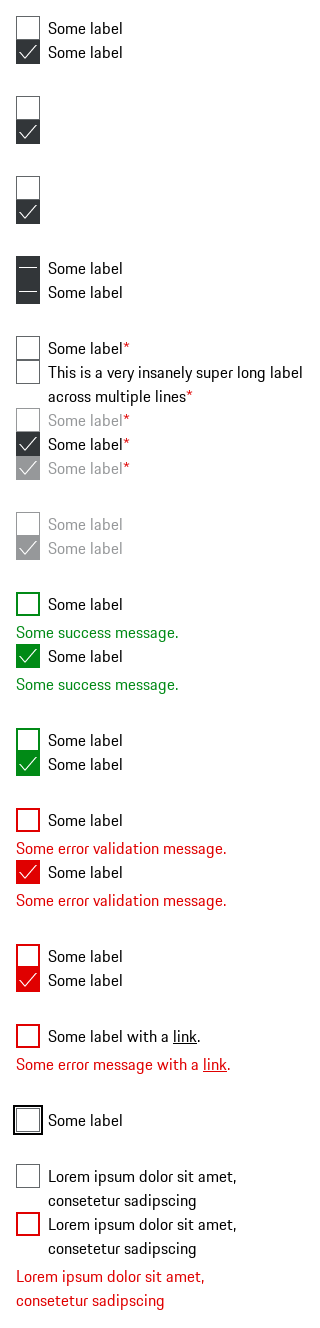 Some label
Some label
Some label
Some label
Some label*
This is a very insanely super long label
across multiple lines*
Some label*
Some label*
Some label*
Some label
Some label
Some label
Some success message.
Some label
Some success message.
Some label
Some label
Some label
Some error validation message.
Some label
Some error validation message.
Some label
Some label
Some label with a link.
Some error message with a link.
Some label
Lorem ipsum dolor sit amet,
consetetur sadipscing
Lorem ipsum dolor sit amet,
consetetur sadipscing
Lorem ipsum dolor sit amet,
consetetur sadipscing